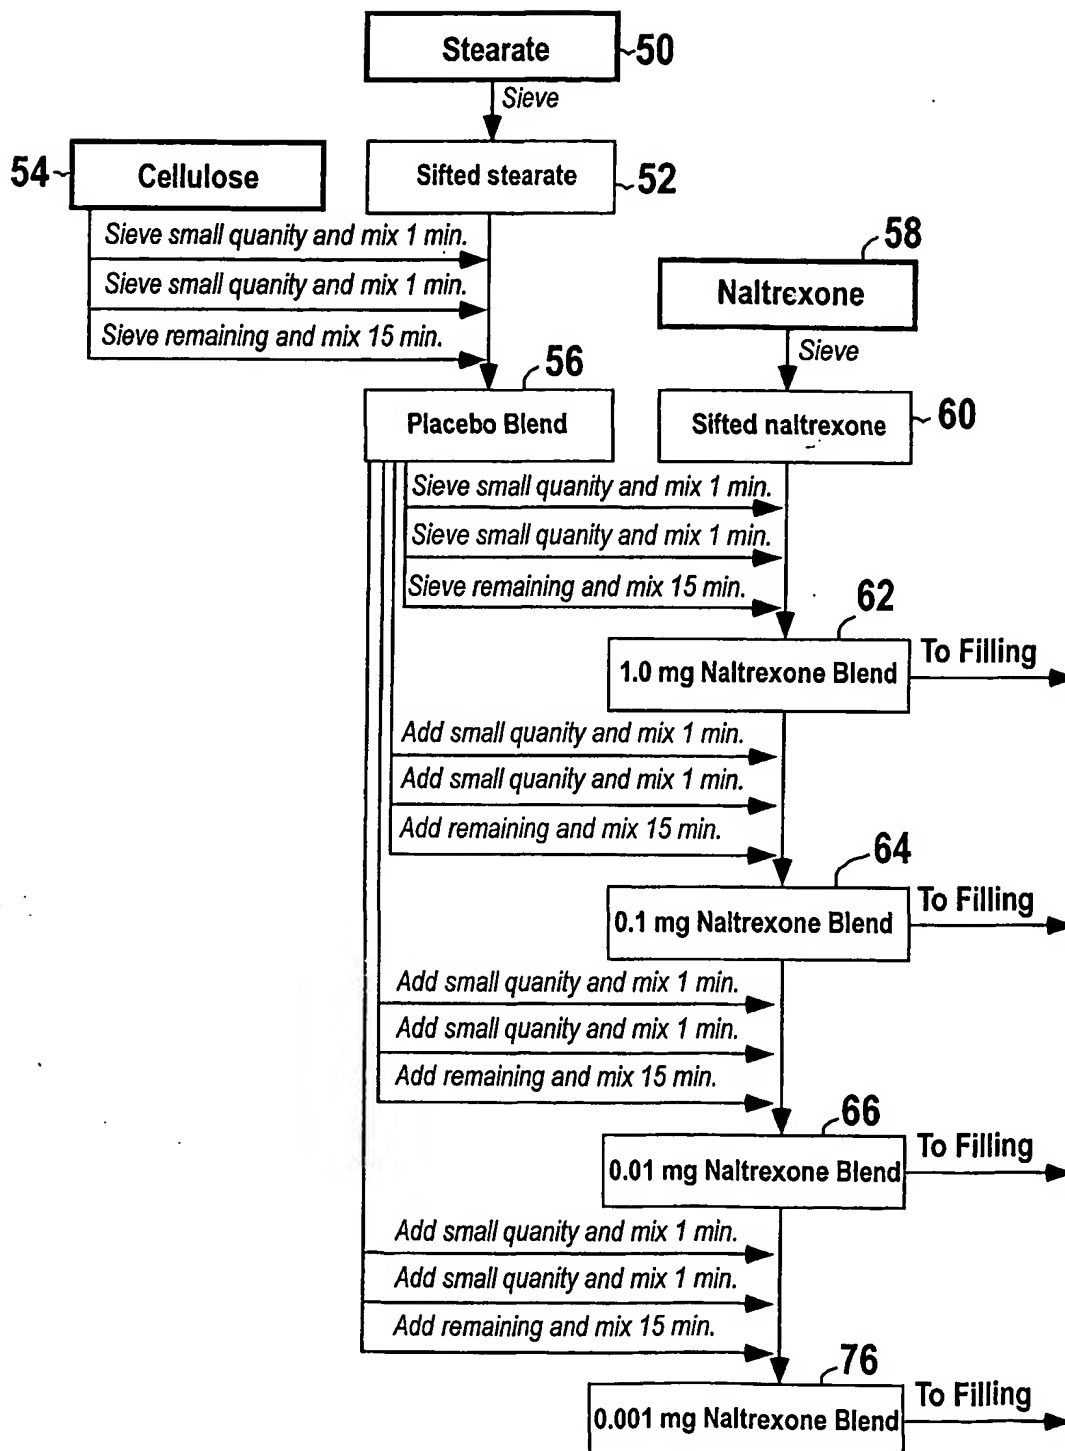 Stearate
50
Sieve
54
Cellulose
Sifted stearate
52
Sieve small quanity and mix 1 min.
Sieve small quanity and mix 1 min.
Sieve remaining and mix 15 min.
58
Naltrexone
Sieve
56
Placebo Blend
Sifted naltrexone
60
Sieve small quanity and mix 1 min.
Sieve small quanity and mix 1 min.
Sieve remaining and mix 15 min.
62
1.0 mg Naltrexone Blend
To Filling
Add small quanity and mix 1 min.
Add small quanity and mix 1 min.
Add remaining and mix 15 min.
64
0.1 mg Naltrexone Blend
To Filling
Add small quanity and mix 1 min.
Add small quanity and mix 1 min.
Add remaining and mix 15 min.
66
0.01 mg Naltrexone Blend
To Filling
Add small quanity and mix 1 min.
Add small quanity and mix 1 min.
Add remaining and mix 15 min.
76
0.001 mg Naltrexone Blend
To Filling